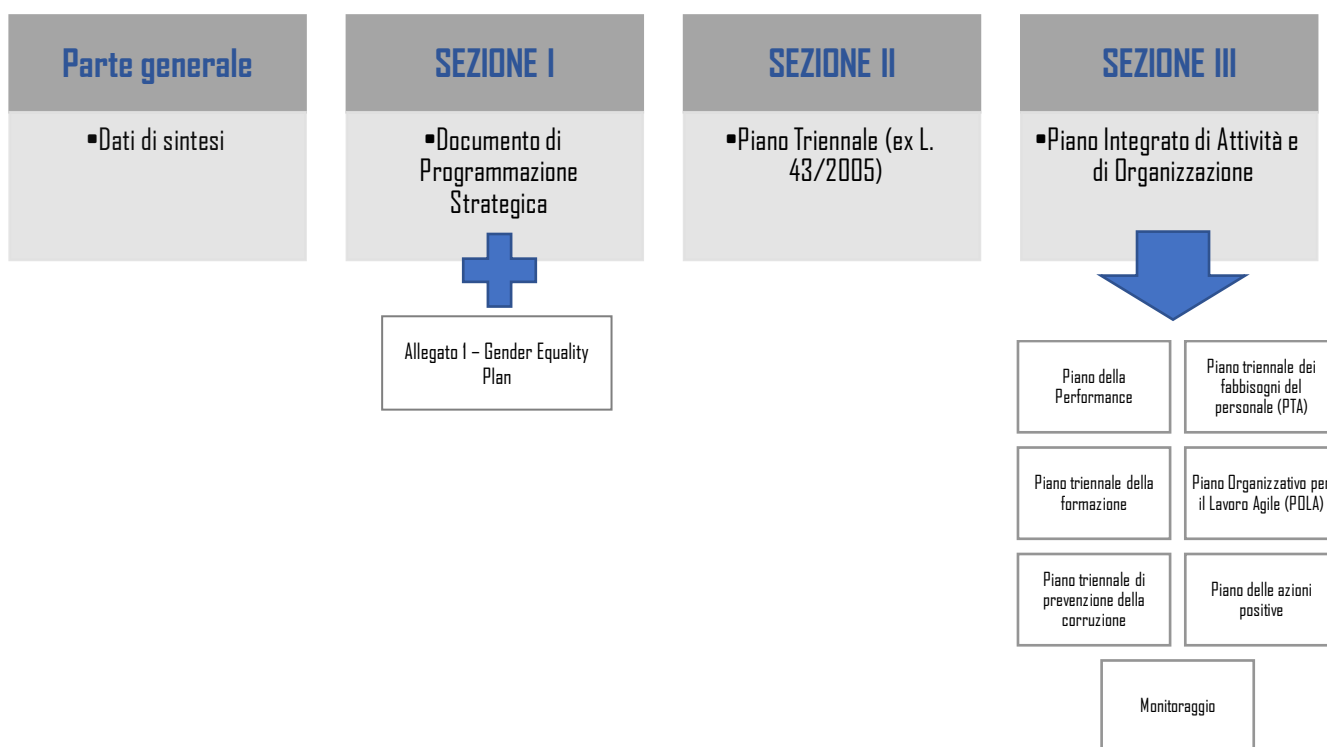 Parte generale
▪Dati di sintesi
SEZIONE I
▪Documento di
Programmazione
Strategica
Allegato 1 – Gender Equality
Plan
SEZIONE II
▪Piano Triennale (ex L.
43/2005)
SEZIONE III
▪Piano Integrato di Attività e
di Organizzazione
Piano della
Performance
Piano triennale dei
fabbisogni del
personale (PTA)
Piano triennale della
formazione
Piano Organizzativo per
il Lavoro Agile (POLA)
Piano triennale di
prevenzione della
corruzione
Piano delle azioni
positive
Monitoraggio